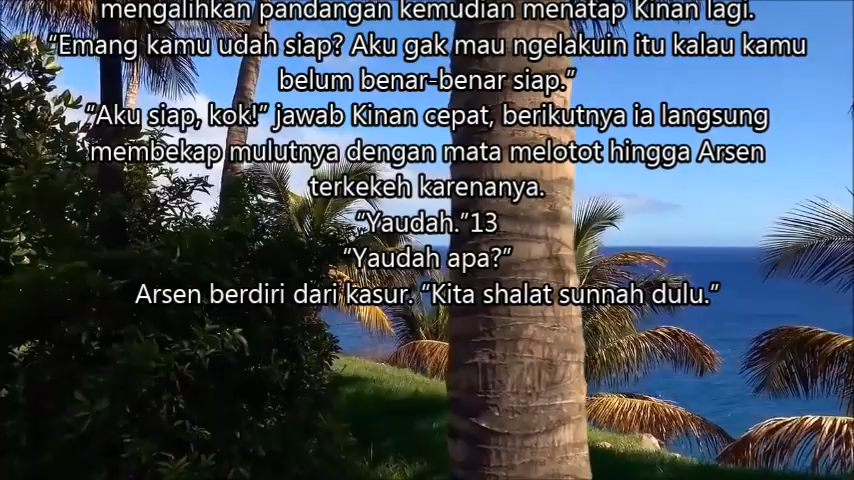 mengalihkan pandangan kemudian menatap Kinan lagi.
“Emang kamu udah siap? Aku gak mau ngelakuin itu kalau kamu
belum benar-benar siap.”
“Aku siap, kok!” jawab Kinan cepat, berikutnya ia langsung
membekap mulutnya dengan mata melotot hingga Arsen
terkekeh karenanya.
“Yaudah.”13
“Yaudah apa?”
Arsen berdiri dari kasur. “Kita shalat sunnah dulu.”